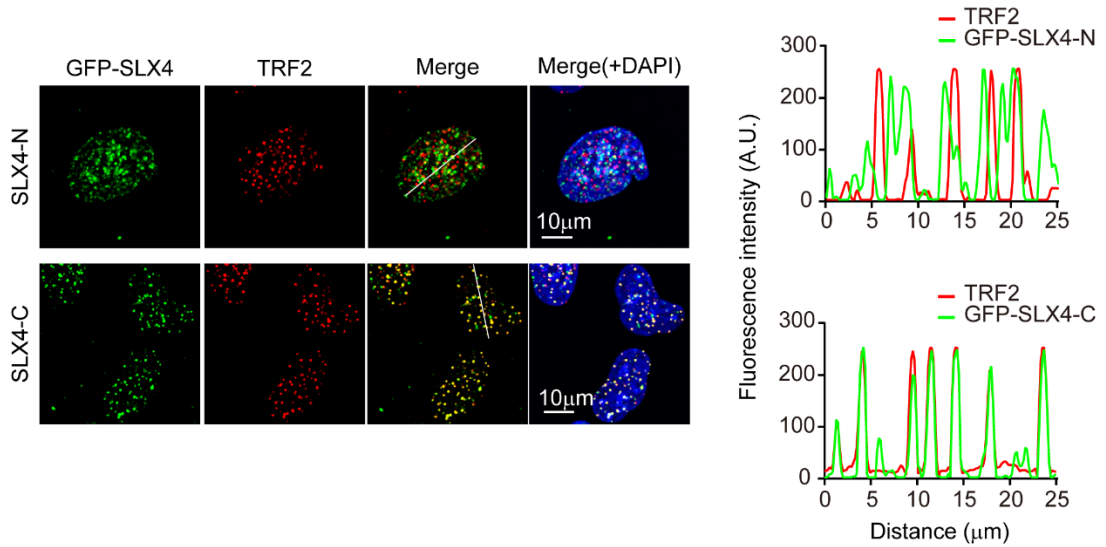 GFP-SLX4
TRF2
Merge
Merge(+DAPI)
SLX4-N
10μm
SLX4-C
10μm
TRF2
GFP-SLX4-N
300
200
100
0
0
5
10
15
20
25
TRF2
GFP-SLX4-C
300
200
100
0
0
5
10
15
20
25
Fluorescence intensity (A.U.)
Distance (μm)